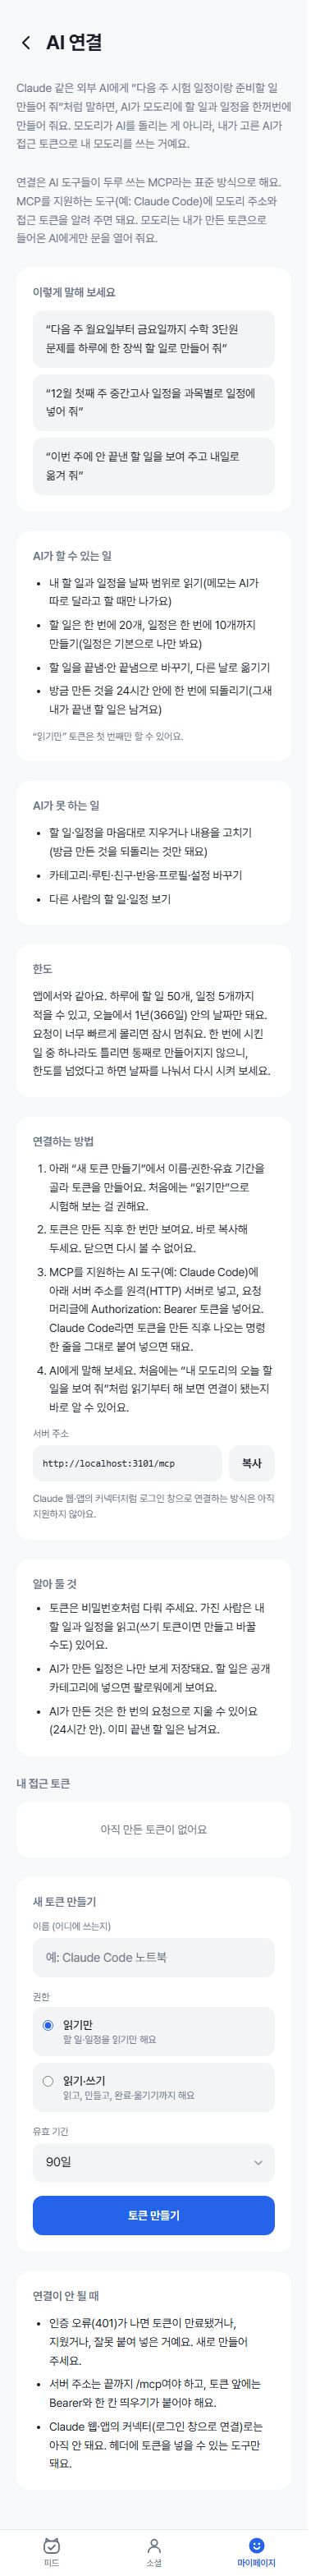 AI 연결
Claude 같은 외부 AI에게 “다음 주 시험 일정이랑 준비할 일
만들어 줘”처럼 말하면, AI가 모도리에 할 일과 일정을 한꺼번에
만들어 줘요. 모도리가 AI를 돌리는 게 아니라, 내가 고른 AI가
접근 토큰으로 내 모도리를 쓰는 거예요.
연결은 AI 도구들이 두루 쓰는 MCP라는 표준 방식으로 해요.
MCP를 지원하는 도구(예: Claude Code)에 모도리 주소와
접근 토큰을 알려 주면 돼요. 모도리는 내가 만든 토큰으로
들어온 AI에게만 문을 열어 줘요.
이렇게 말해 보세요
“다음 주 월요일부터 금요일까지 수학 3단원
문제를 하루에 한 장씩 할 일로 만들어 줘”
“12월 첫째 주 중간고사 일정을 과목별로 일정에
넣어 줘”
“이번 주에 안 끝낸 할 일을 보여 주고 내일로
옮겨 줘”
AI가 할 수 있는 일
• 내 할 일과 일정을 날짜 범위로 읽기(메모는 AI가
따로 달라고 할 때만 나가요)
• 할 일은 한 번에 20개, 일정은 한 번에 10개까지
만들기(일정은 기본으로 나만 봐요)
• 할 일을 끝냄·안 끝냄으로 바꾸기, 다른 날로 옮기기
• 방금 만든 것을 24시간 안에 한 번에 되돌리기(그새
내가 끝낸 할 일은 남겨요)
“읽기만” 토큰은 첫 번째만 할 수 있어요.
AI가 못 하는 일
• 할 일·일정을 마음대로 지우거나 내용을 고치기
(방금 만든 것을 되돌리는 것만 돼요)
• 카테고리·루틴·친구·반응·프로필·설정 바꾸기
• 다른 사람의 할 일·일정 보기
한도
앱에서와 같아요. 하루에 할 일 50개, 일정 5개까지
적을 수 있고, 오늘에서 1년(366일) 안의 날짜만 돼요.
요청이 너무 빠르게 몰리면 잠시 멈춰요. 한 번에 시킨
일 중 하나라도 틀리면 통째로 만들어지지 않으니,
한도를 넘었다고 하면 날짜를 나눠서 다시 시켜 보세요.
연결하는 방법
1. 아래 “새 토큰 만들기”에서 이름·권한·유효 기간을
골라 토큰을 만들어요. 처음에는 “읽기만”으로
시험해 보는 걸 권해요.
2. 토큰은 만든 직후 한 번만 보여요. 바로 복사해
두세요. 닫으면 다시 볼 수 없어요.
3. MCP를 지원하는 AI 도구(예: Claude Code)에
아래 서버 주소를 원격(HTTP) 서버로 넣고, 요청
머리글에 Authorization: Bearer 토큰을 넣어요.
Claude Code라면 토큰을 만든 직후 나오는 명령
한 줄을 그대로 붙여 넣으면 돼요.
4. AI에게 말해 보세요. 처음에는 “내 모도리의 오늘 할
일을 보여 줘”처럼 읽기부터 해 보면 연결이 됐는지
바로 알 수 있어요.
서버 주소
http://localhost:3101/mcp
복사
Claude 웹·앱의 커넥터처럼 로그인 창으로 연결하는 방식은 아직
지원하지 않아요.
알아 둘 것
• 토큰은 비밀번호처럼 다뤄 주세요. 가진 사람은 내
할 일과 일정을 읽고(쓰기 토큰이면 만들고 바꿀
수도) 있어요.
• AI가 만든 일정은 나만 보게 저장돼요. 할 일은 공개
카테고리에 넣으면 팔로워에게 보여요.
• AI가 만든 것은 한 번의 요청으로 지울 수 있어요
(24시간 안). 이미 끝낸 할 일은 남겨요.
내 접근 토큰
아직 만든 토큰이 없어요
새 토큰 만들기
이름 (어디에 쓰는지)
예: Claude Code 노트북
권한
읽기만
할 일·일정을 읽기만 해요
읽기·쓰기
읽고, 만들고, 완료·옮기기까지 해요
유효 기간
90일
토큰 만들기
연결이 안 될 때
• 인증 오류(401)가 나면 토큰이 만료됐거나,
지웠거나, 잘못 붙여 넣은 거예요. 새로 만들어
주세요.
• 서버 주소는 끝까지 /mcp여야 하고, 토큰 앞에는
Bearer와 한 칸 띄우기가 붙어야 해요.
• Claude 웹·앱의 커넥터(로그인 창으로 연결)로는
아직 안 돼요. 헤더에 토큰을 넣을 수 있는 도구만
돼요.
피드
소셜
마이페이지